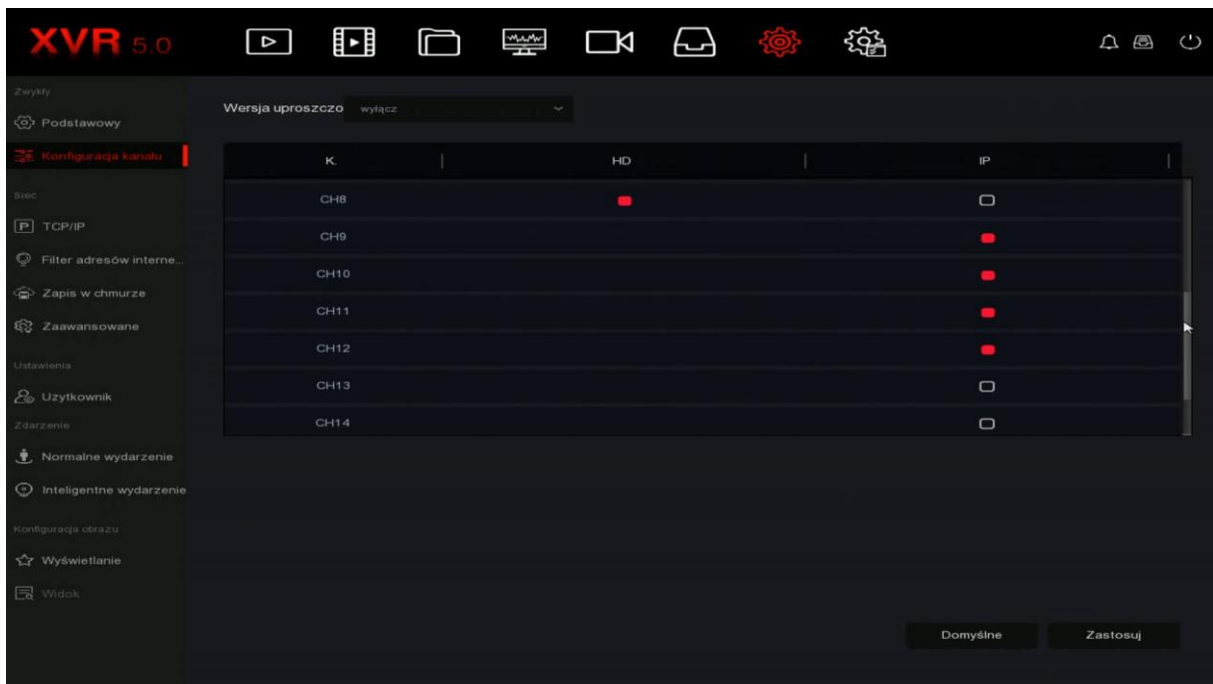 XVR 5.0
Zwykły
Podstawowy
Konfiguracja kanału
Sieć
TCP/IP
Filter adresów interne...
Zapis w chmurze
Zaawansowane
Ustawienia
Użytkownik
Zdarzenie
Normalne wydarzenie
Inteligentne wydarzenie
Konfiguracja obrazu
Wyświetlanie
Widok
Wersja uproszczo wyłącz
K. HD IP
CH8
CH9
CH10
CH11
CH12
CH13
CH14
Domyślne Zastosuj